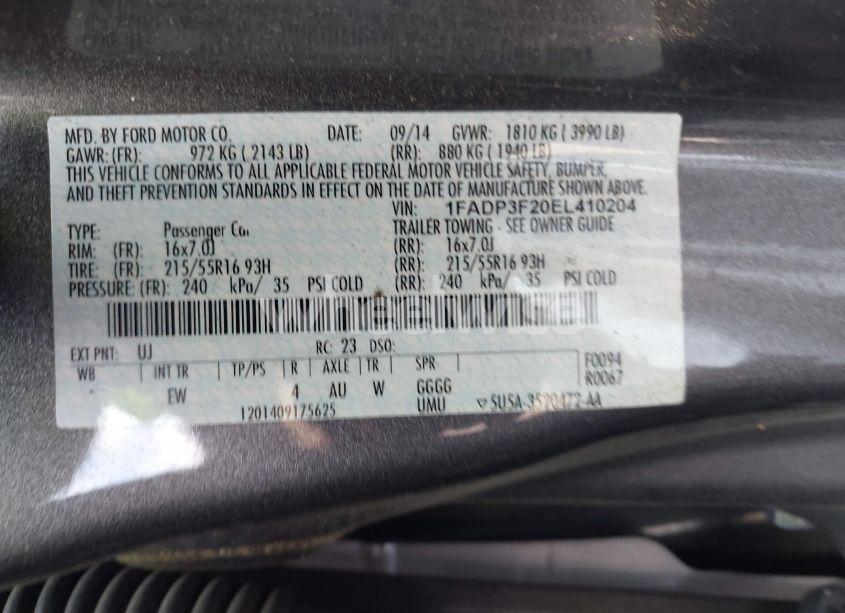 MFD. BY FORD MOTOR CO. DATE: 09/14 GVWR: 1810 KG ( 3990 LB)
GAWR: (FR): 972 KG ( 2143 LB) (RR): 880 KG ( 1940 LB)
THIS VEHICLE CONFORMS TO ALL APPLICABLE FEDERAL MOTOR VEHICLE SAFETY, BUMPER,
AND THEFT PREVENTION STANDARDS IN EFFECT ON THE DATE OF MANUFACTURE SHOWN ABOVE.
VIN: 1FADP3F20EL410204
TYPE: Passenger Car TRAILER TOWING - SEE OWNER GUIDE
RIM: (FR): 16x7.0J (RR): 16x7.0J
TIRE: (FR): 215/55R16 93H (RR): 215/55R16 93H
PRESSURE: (FR): 240 kPa/ 35 PSI COLD (RR): 240 kPa/ 35 PSI COLD
EXT PNT: UJ RC: 23 DSO:
WB INT TR TP/PS R AXLE TR SPR F0094
EW 4 AU W GGGG R0067
1201409175625 UMU ▽ 5U5A-3520472-AA